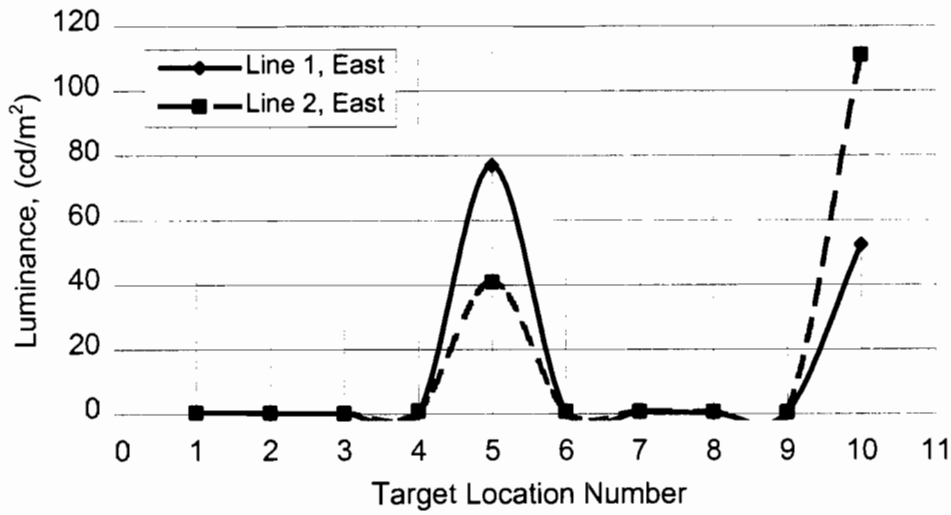 120
100
80
60
40
20
0
Luminance, (cd/m²)
Line 1, East
Line 2, East
0 1 2 3 4 5 6 7 8 9 10 11
Target Location Number